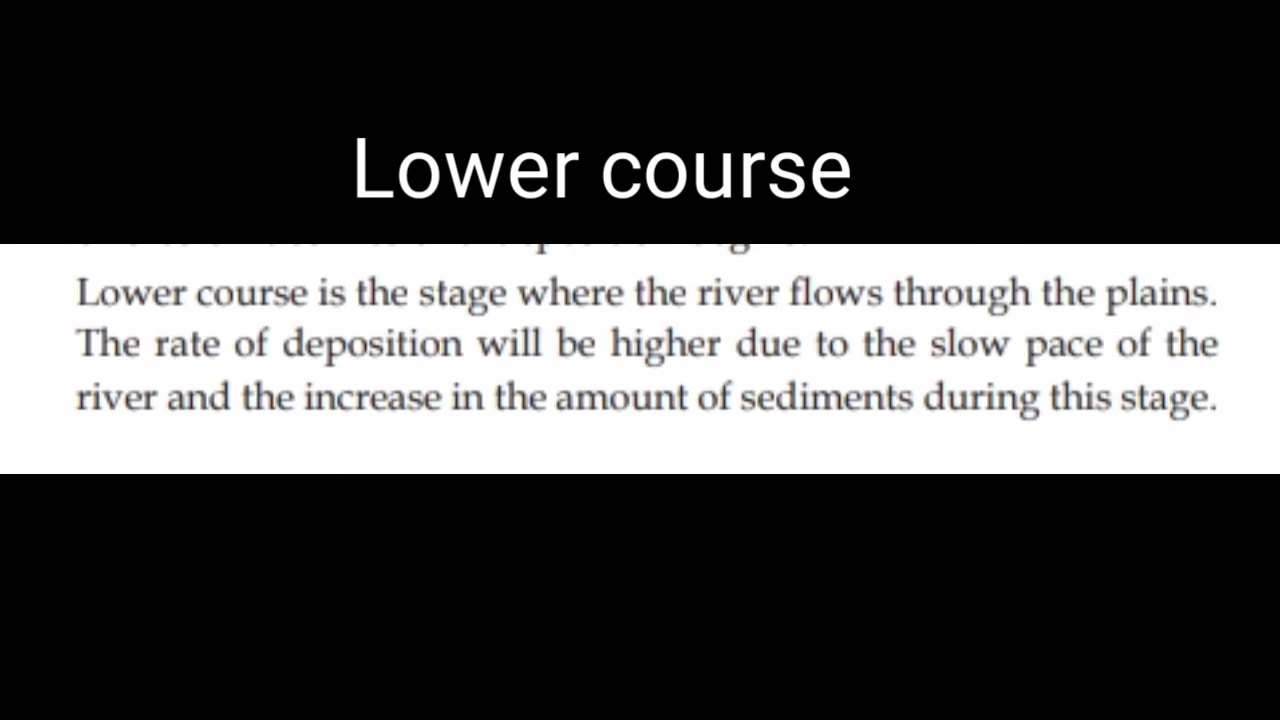 Lower course
Lower course is the stage where the river flows through the plains.
The rate of deposition will be higher due to the slow pace of the
river and the increase in the amount of sediments during this stage.